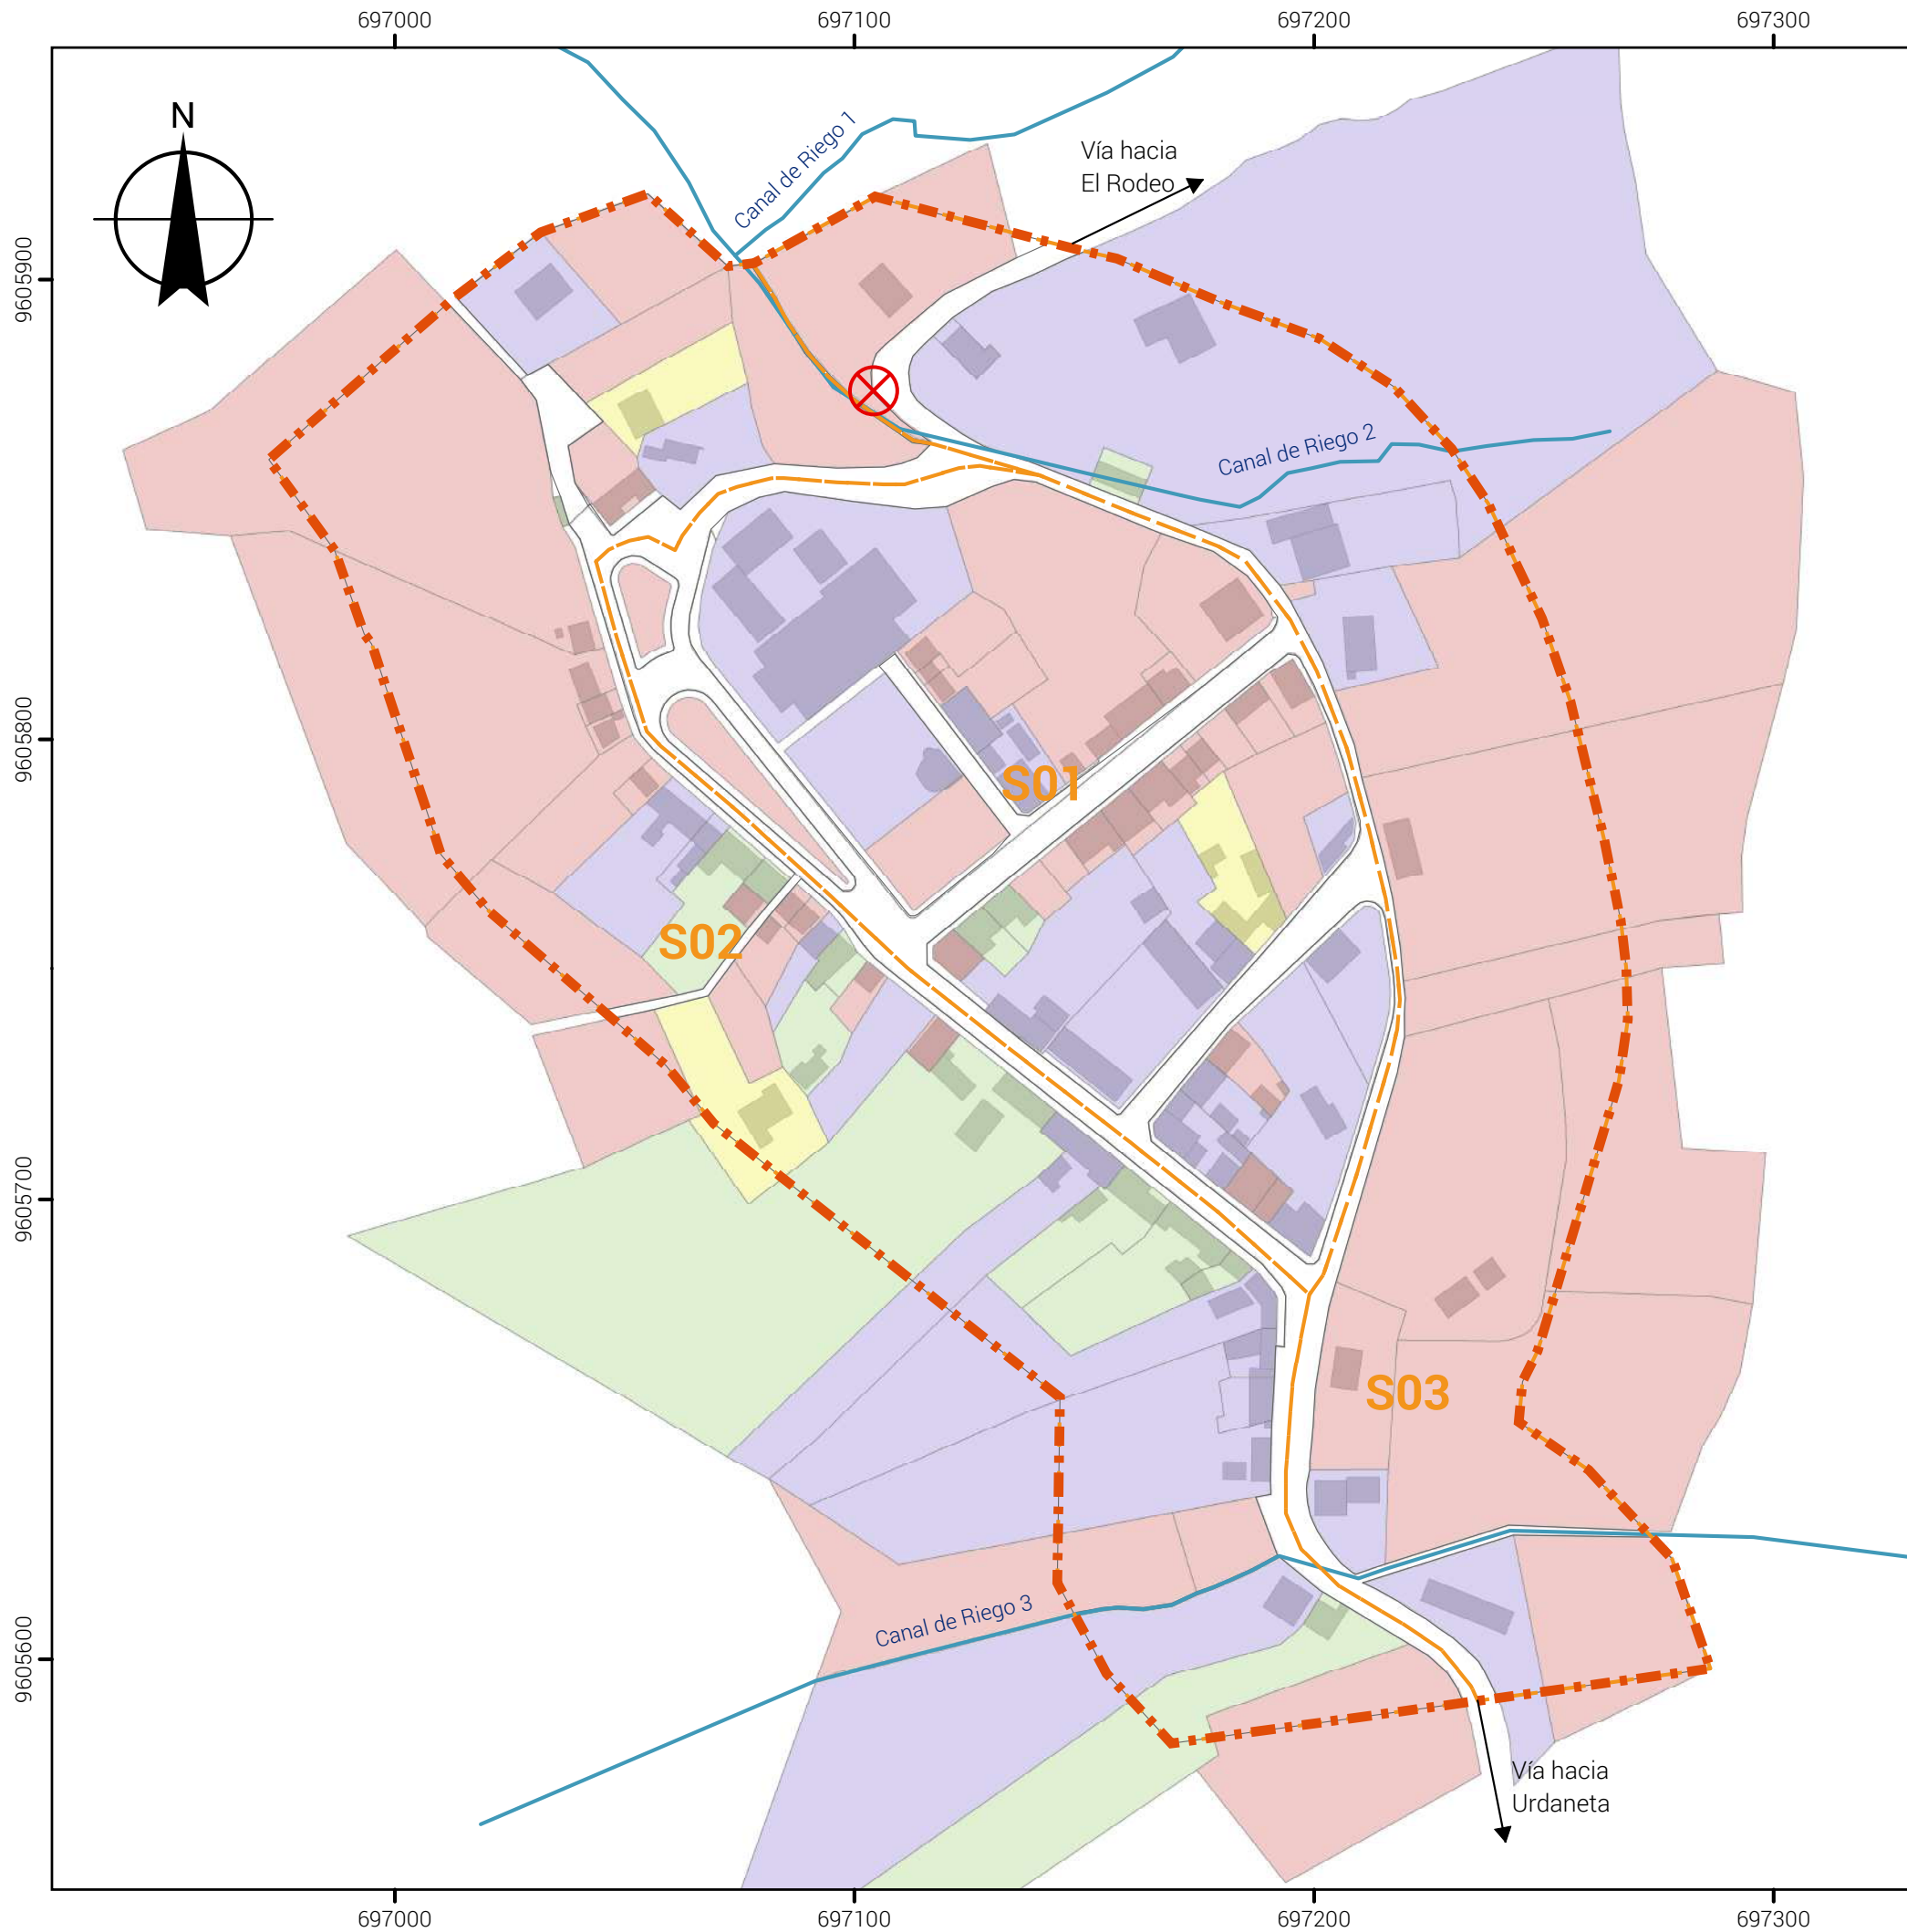 697000
697100
697200
697300
N
Canal de Riego 1
Vía hacia
El Rodeo
9605900
Canal de Riego 2
9605800
S01
S02
9605700
S03
Canal de Riego 3
9605600
Vía hacia
Urdaneta
697000
697100
697200
697300